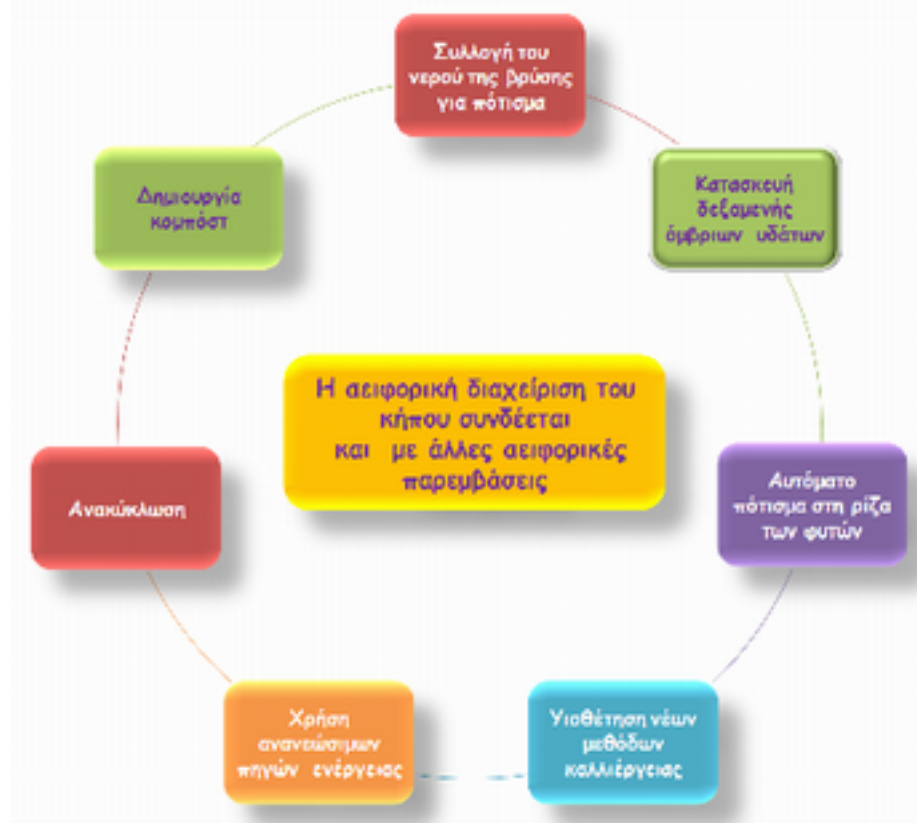 Συλλογή του
νερού της βρύσης
για πότισμα
Κατασκευή
δεξαμενής
όμβριων υδάτων
Αυτόματο
πότισμα στη ρίζα
των φυτών
Υιοθέτηση νέων
μεθόδων
καλλιέργειας
Χρήση
ανανεώσιμων
πηγών ενέργειας
Ανακύκλωση
Δημιουργία
κομπόστ
Η αειφορική διαχείριση του
κήπου συνδέεται
και με άλλες αειφορικές
παρεμβάσεις